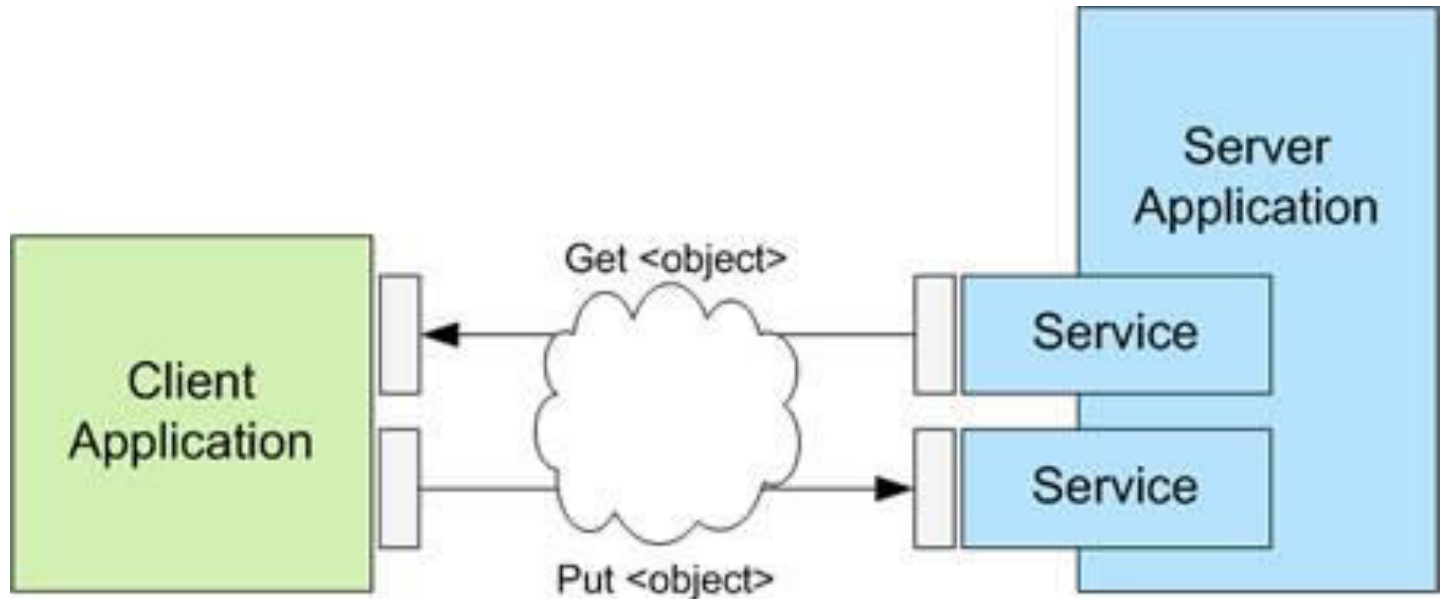 Server
Application
Get <object>
Service
Client
Application
Service
Put <object>